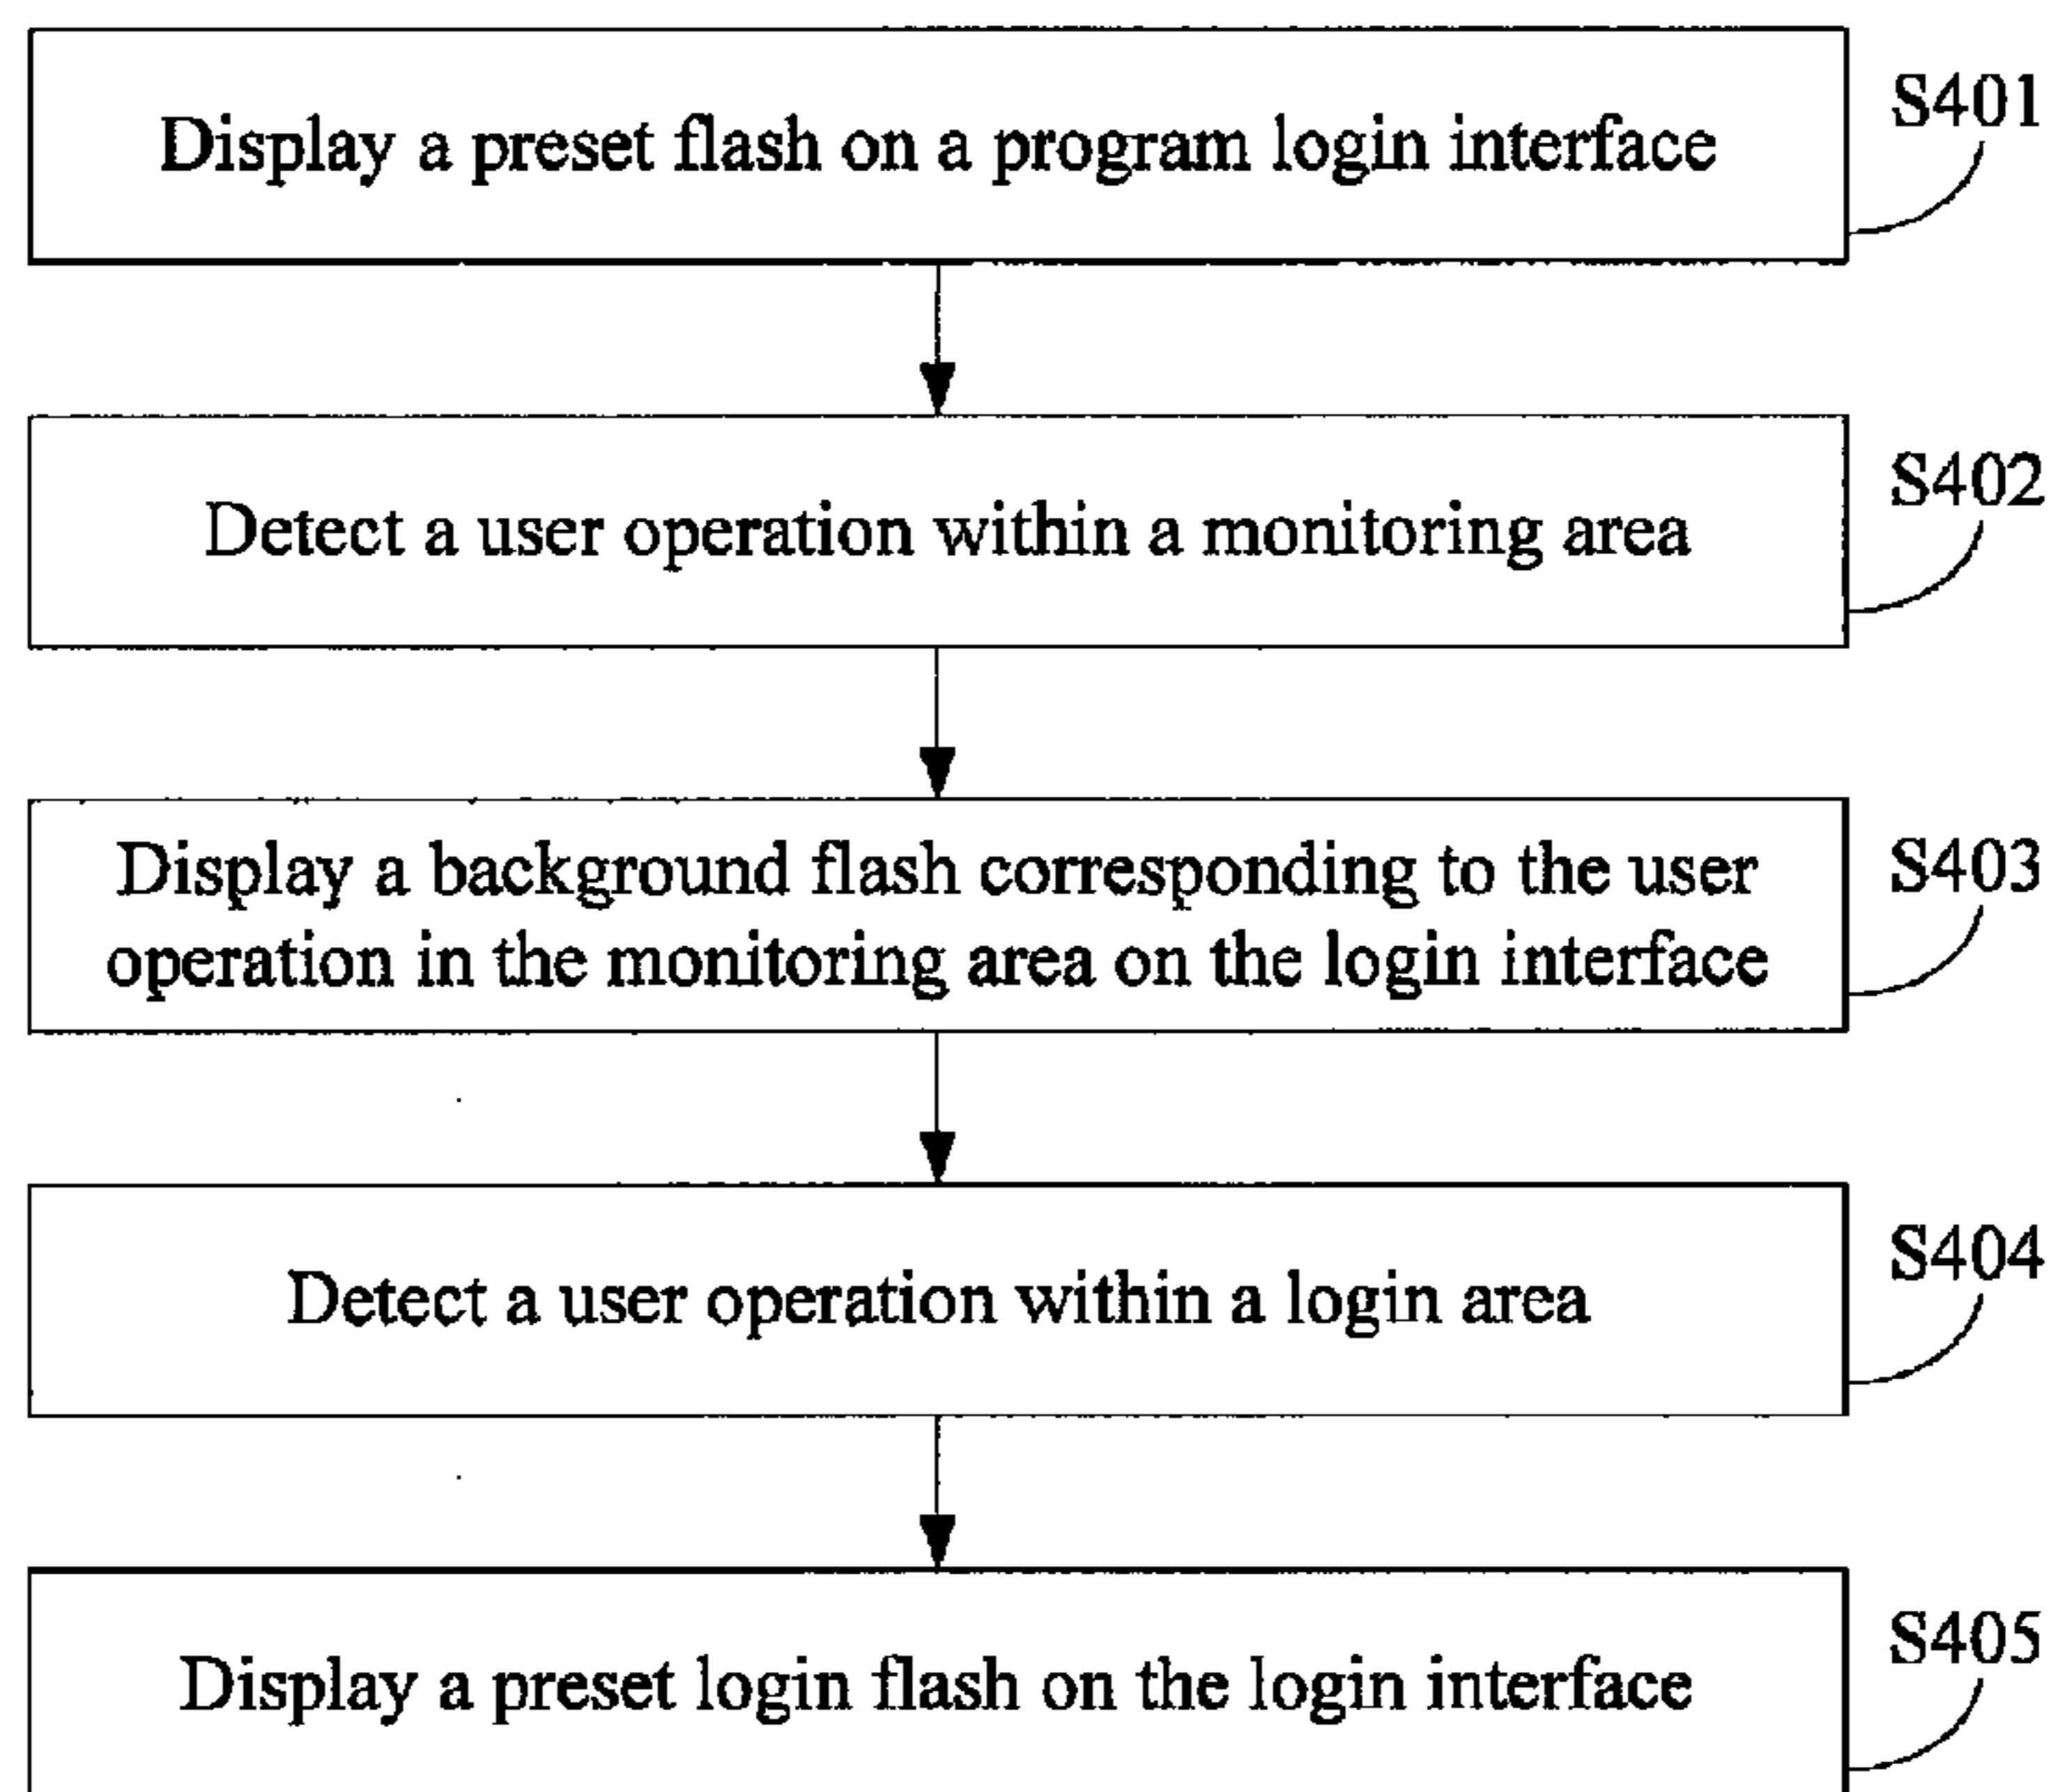 Display a preset flash on a program login interface
S401
Detect a user operation within a monitoring area
S402
Display a background flash corresponding to the user
operation in the monitoring area on the login interface
S403
Detect a user operation within a login area
S404
Display a preset login flash on the login interface
S405